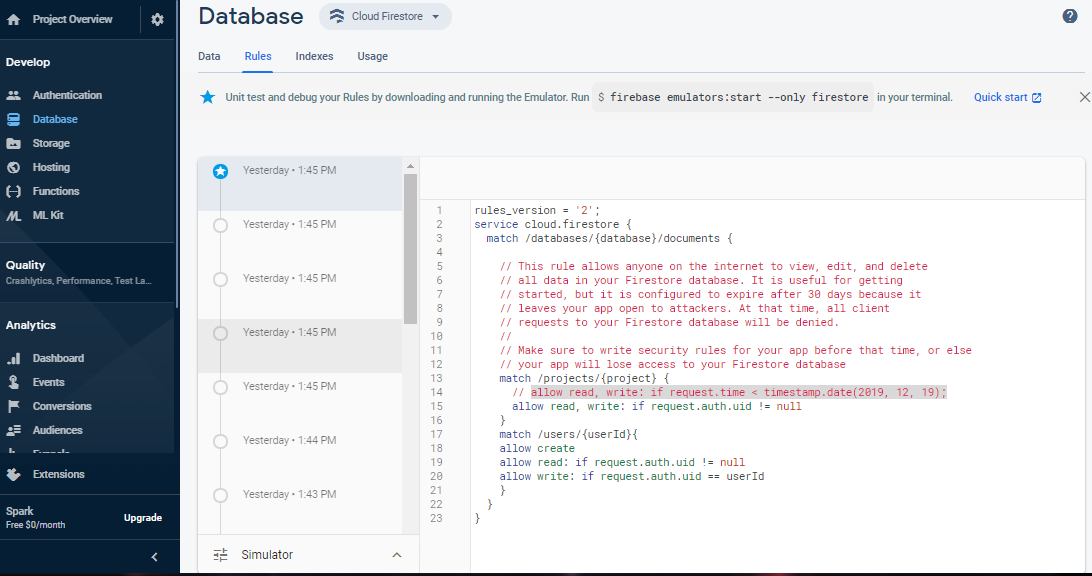 Project Overview
Develop
Authentication
Database
Storage
Hosting
Functions
ML Kit
Quality
Crashlytics, Performance, Test La...
Analytics
Dashboard
Events
Conversions
Audiences
Extensions
Spark
Free $0/month
Upgrade
Database
Cloud Firestore
Data
Rules
Indexes
Usage
Unit test and debug your Rules by downloading and running the Emulator. Run $ firebase emulators:start --only firestore in your terminal. Quick start
Yesterday • 1:45 PM
Yesterday • 1:45 PM
Yesterday • 1:45 PM
Yesterday • 1:45 PM
Yesterday • 1:45 PM
Yesterday • 1:44 PM
Yesterday • 1:43 PM
Simulator
1 rules_version = '2';
2 service cloud.firestore {
3 match /databases/{database}/documents {
4
5 // This rule allows anyone on the internet to view, edit, and delete
6 // all data in your Firestore database. It is useful for getting
7 // started, but it is configured to expire after 30 days because it
8 // leaves your app open to attackers. At that time, all client
9 // requests to your Firestore database will be denied.
10 //
11 // Make sure to write security rules for your app before that time, or else
12 // your app will lose access to your Firestore database
13 match /projects/{project} {
14 // allow read, write: if request.time < timestamp.date(2019, 12, 19);
15 allow read, write: if request.auth.uid != null
16 }
17 match /users/{userId}{
18 allow create
19 allow read: if request.auth.uid != null
20 allow write: if request.auth.uid == userId
21 }
22 }
23 }